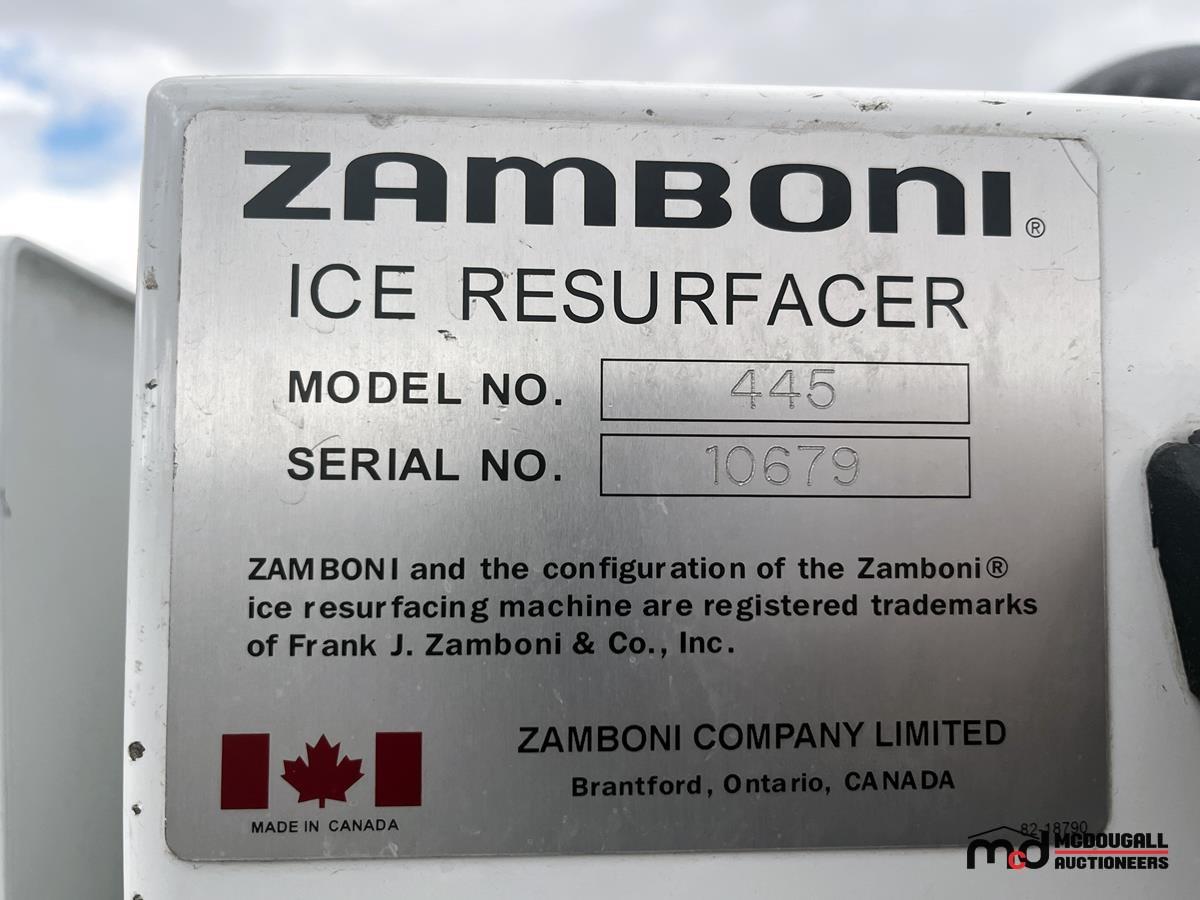 ZAMBONI®
ICE RESURFACER
MODEL NO. 445
SERIAL NO. 10679
ZAMBONI and the configuration of the Zamboni®
ice resurfacing machine are registered trademarks
of Frank J. Zamboni & Co., Inc.
ZAMBONI COMPANY LIMITED
Brantford, Ontario, CANADA
MADE IN CANADA
82-18790
mcd MCDOUGALL
AUCTIONEERS